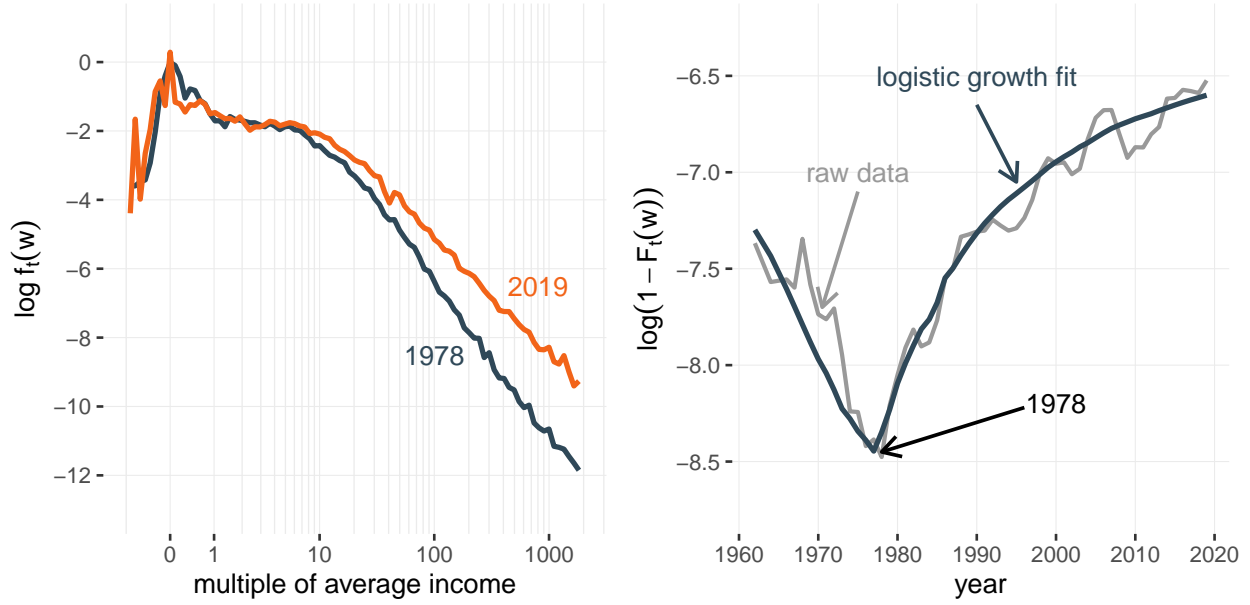 log f_t(w)
0
−2
−4
−6
−8
−10
−12
2019
1978
0 1 10 100 1000
multiple of average income
log(1 − F_t(w))
−6.5
−7.0
−7.5
−8.0
−8.5
logistic growth fit
raw data
1978
1960 1970 1980 1990 2000 2010 2020
year